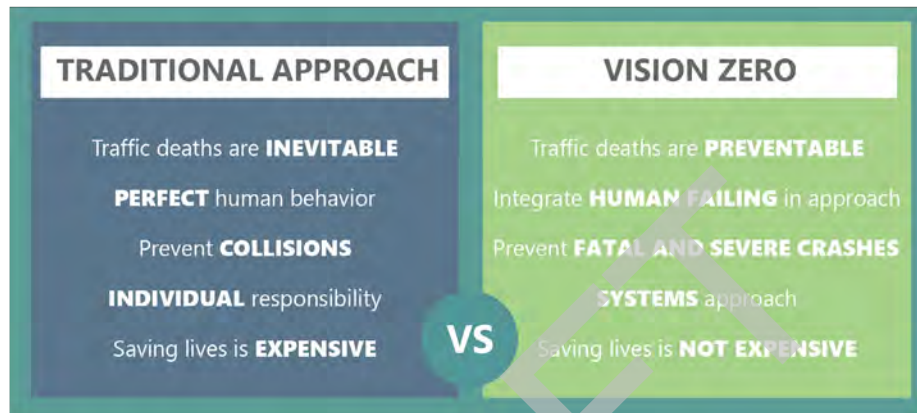 TRADITIONAL APPROACH
Traffic deaths are INEVITABLE
PERFECT human behavior
Prevent COLLISIONS
INDIVIDUAL responsibility
Saving lives is EXPENSIVE
VS
VISION ZERO
Traffic deaths are PREVENTABLE
Integrate HUMAN FAILING in approach
Prevent FATAL AND SEVERE CRASHES
SYSTEMS approach
Saving lives is NOT EXPENSIVE